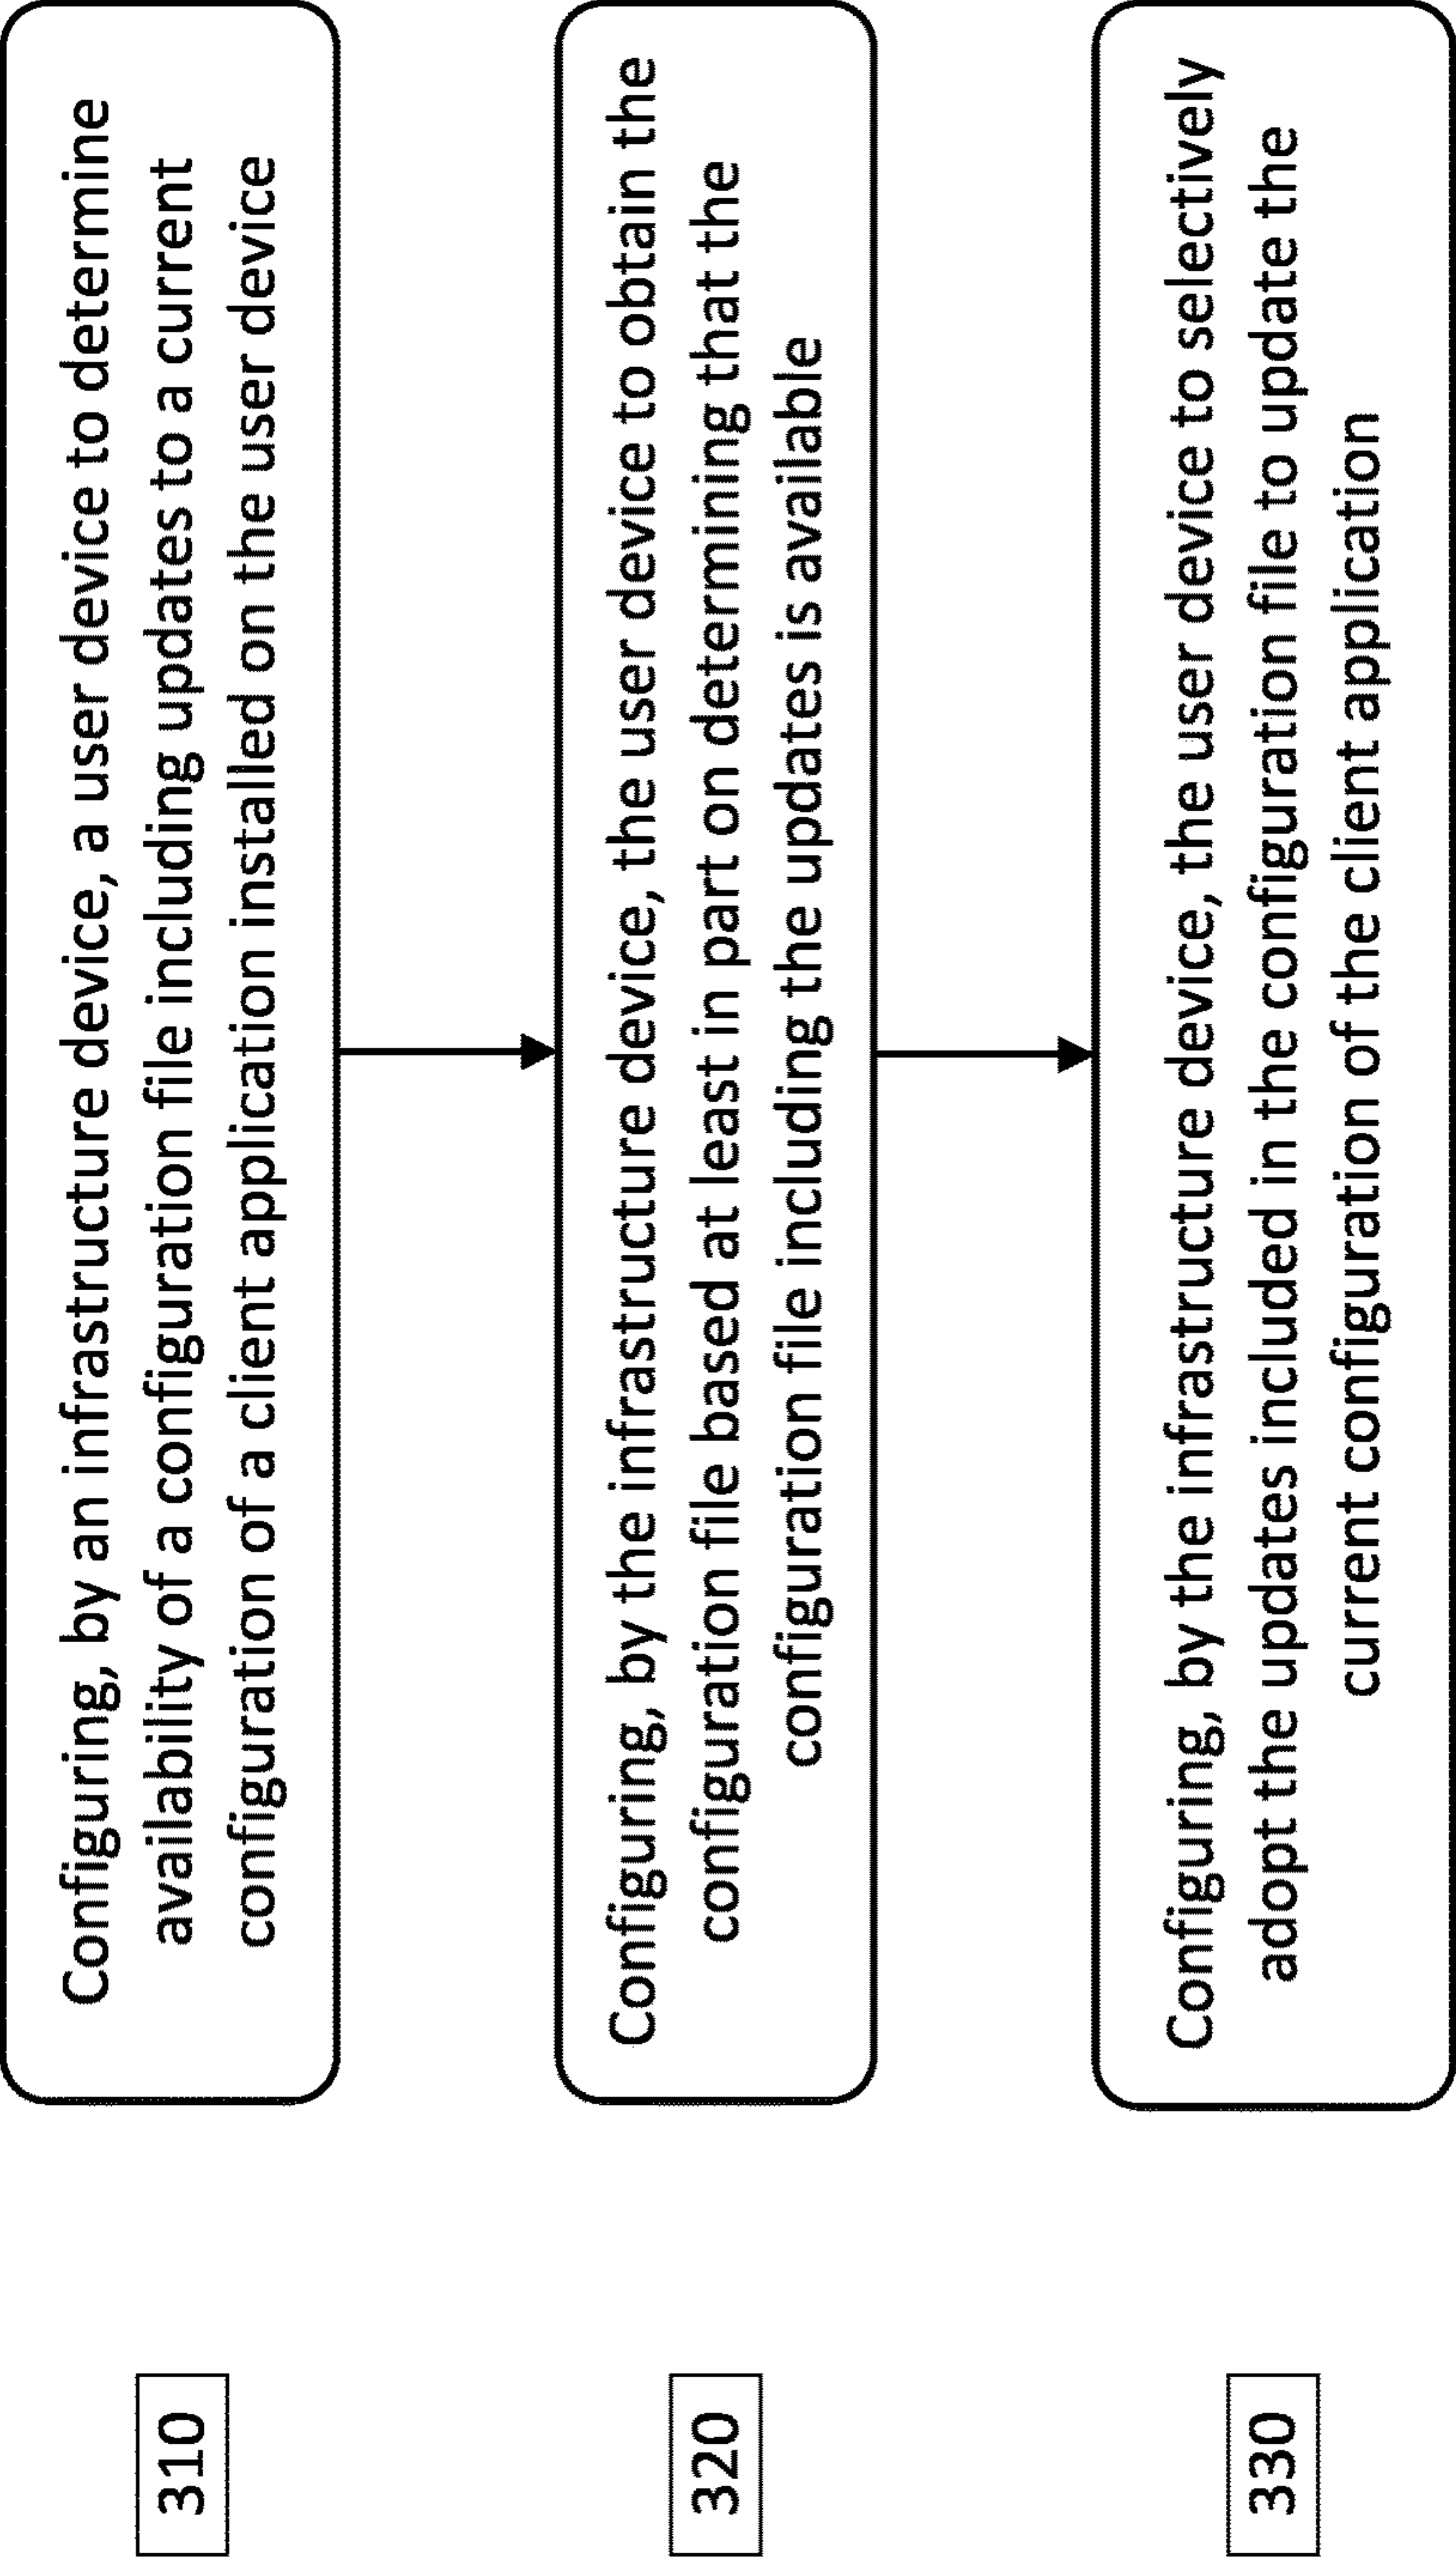 310
Configuring, by an infrastructure device, a user device to determine
availability of a configuration file including updates to a current
configuration of a client application installed on the user device
320
Configuring, by the infrastructure device, the user device to obtain the
configuration file based at least in part on determining that the
configuration file including the updates is available
330
Configuring, by the infrastructure device, the user device to selectively
adopt the updates included in the configuration file to update the
current configuration of the client application